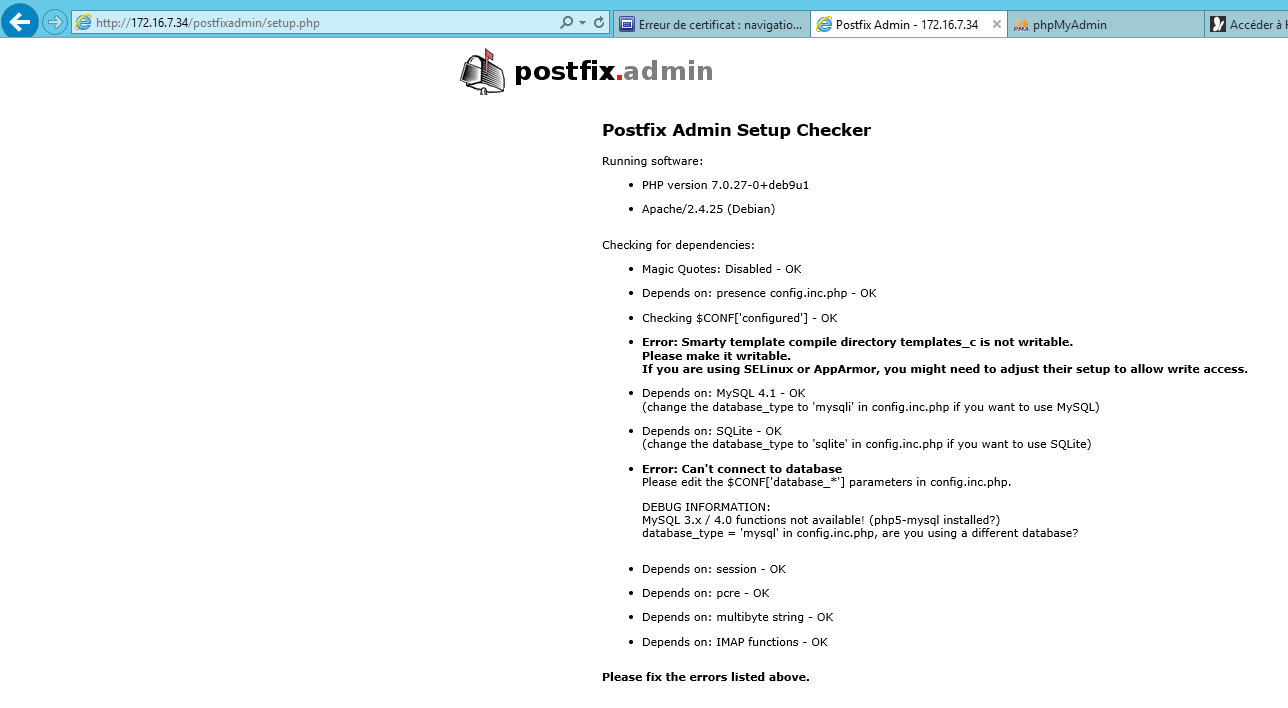 http://172.16.7.34/postfixadmin/setup.php
Erreur de certificat : navigatio...
Postfix Admin - 172.16.7.34
phpMyAdmin
Accéder à
postfix.admin
Postfix Admin Setup Checker
Running software:
PHP version 7.0.27-0+deb9u1
Apache/2.4.25 (Debian)
Checking for dependencies:
Magic Quotes: Disabled - OK
Depends on: presence config.inc.php - OK
Checking $CONF['configured'] - OK
Error: Smarty template compile directory templates_c is not writable.
Please make it writable.
If you are using SELinux or AppArmor, you might need to adjust their setup to allow write access.
Depends on: MySQL 4.1 - OK
(change the database_type to 'mysqli' in config.inc.php if you want to use MySQL)
Depends on: SQLite - OK
(change the database_type to 'sqlite' in config.inc.php if you want to use SQLite)
Error: Can't connect to database
Please edit the $CONF['database_*'] parameters in config.inc.php.
DEBUG INFORMATION:
MySQL 3.x / 4.0 functions not available! (php5-mysql installed?)
database_type = 'mysql' in config.inc.php, are you using a different database?
Depends on: session - OK
Depends on: pcre - OK
Depends on: multibyte string - OK
Depends on: IMAP functions - OK
Please fix the errors listed above.